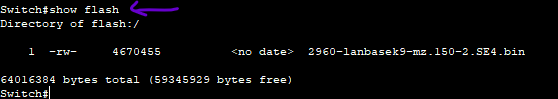 Switch#show flash
Directory of flash:/
1 -rw- 4670455 <no date> 2960-lanbasek9-mz.150-2.SE4.bin
64016384 bytes total (59345929 bytes free)
Switch#